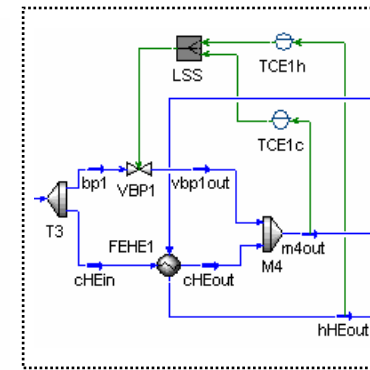 TCE1h
LSS
TCE1c
bp1
VBP1
vbp1out
T3
FEHE1
m4out
M4
cHEin
cHEout
hHEout